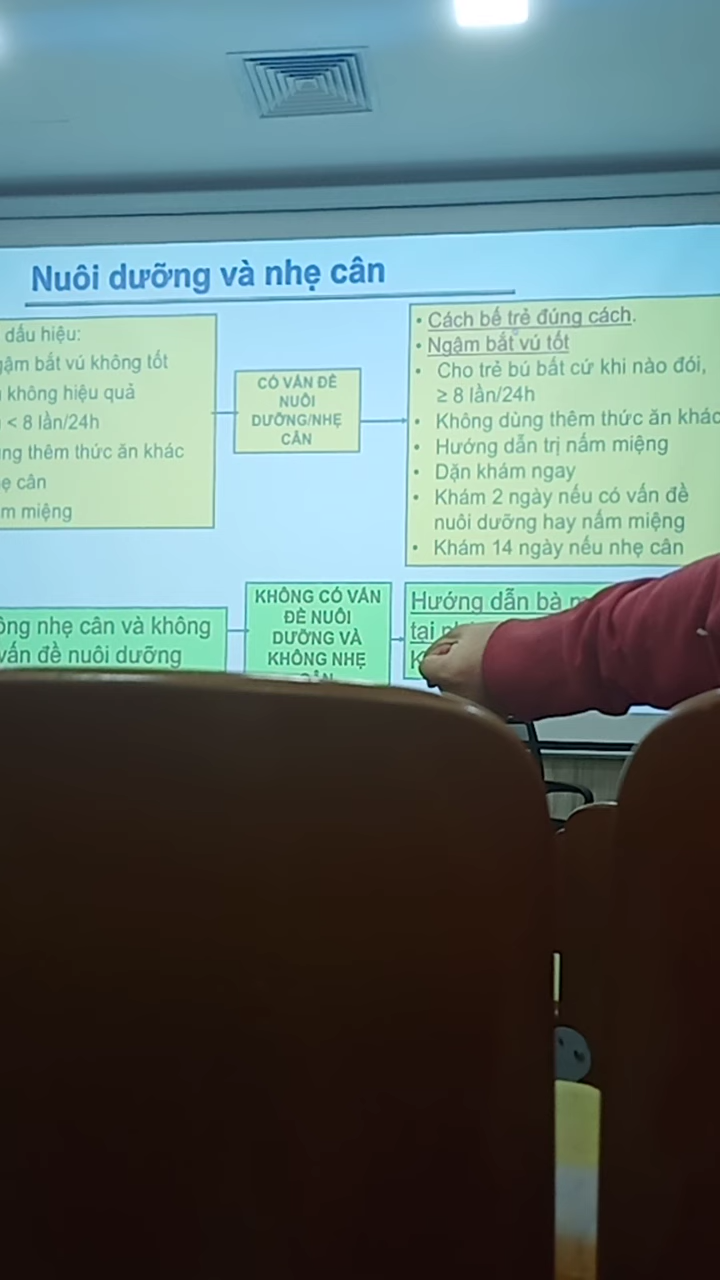 Nuôi dưỡng và nhẹ cân
dấu hiệu:
bắt vú không tốt
không hiệu quả
< 8 lần/24h
thêm thức ăn khác
cân
miệng
CÓ VẤN ĐỀ
NUÔI
DƯỠNG/NHẸ
CÂN
• Cách bế trẻ đúng cách.
• Ngậm bắt vú tốt
• Cho trẻ bú bất cứ khi nào đói,
≥ 8 lần/24h
• Không dùng thêm thức ăn khác
• Hướng dẫn trị nấm miệng
• Dặn khám ngay
• Khám 2 ngày nếu có vấn đề
nuôi dưỡng hay nấm miệng
• Khám 14 ngày nếu nhẹ cân
nhẹ cân và không
vấn đề nuôi dưỡng
KHÔNG CÓ VẤN
ĐỀ NUÔI
DƯỠNG VÀ
KHÔNG NHẸ
Hướng dẫn bà
tại